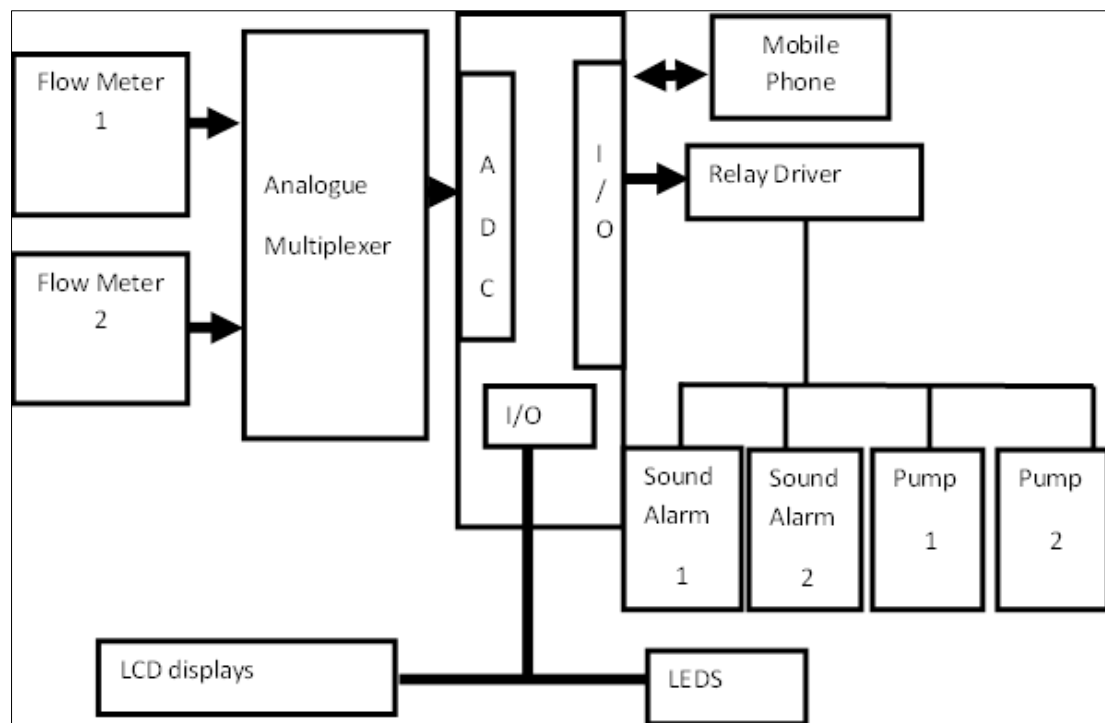 Flow Meter
1
Flow Meter
2
Analogue
Multiplexer
A
D
C
I
/
O
I/O
Mobile
Phone
Relay Driver
Sound
Alarm
1
Sound
Alarm
2
Pump
1
Pump
2
LCD displays
LEDS